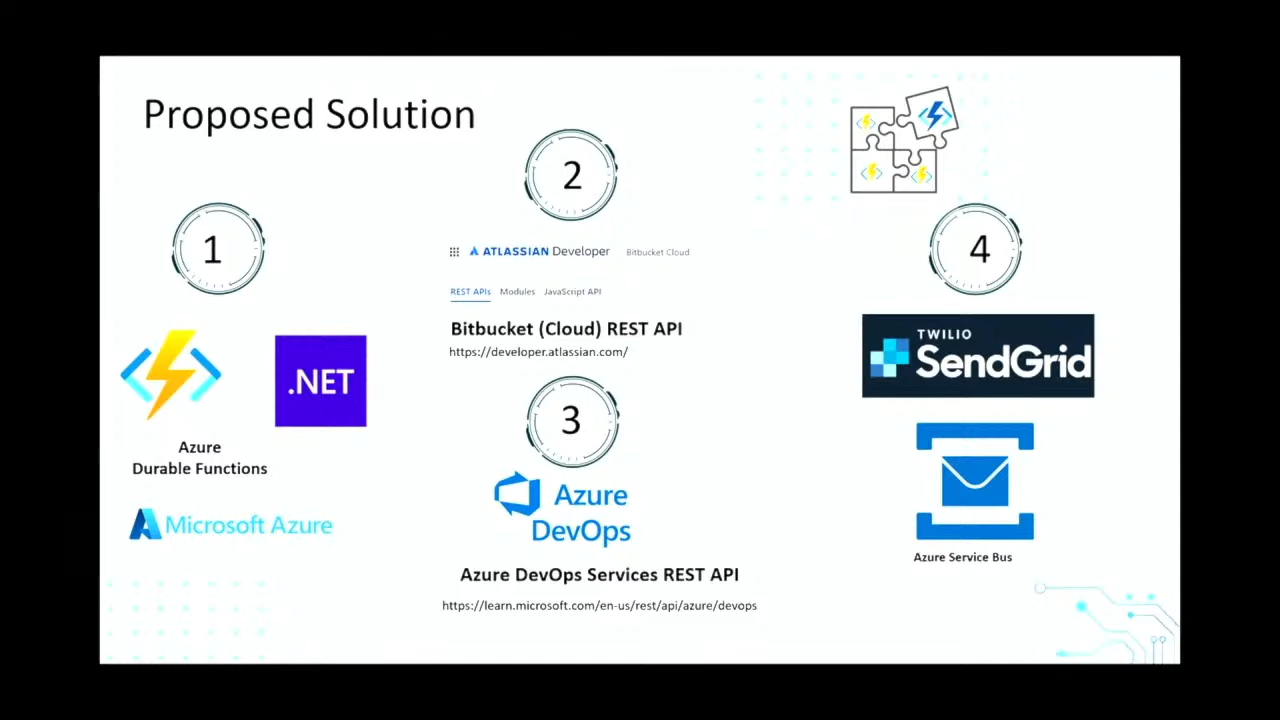 Proposed Solution
1
.NET
Azure
Durable Functions
Microsoft Azure
2
ATLASSIAN Developer Bitbucket Cloud
REST APIs Modules JavaScript API
Bitbucket (Cloud) REST API
https://developer.atlassian.com/
3
Azure
DevOps
Azure DevOps Services REST API
https://learn.microsoft.com/en-us/rest/api/azure/devops
4
TWILIO
SendGrid
Azure Service Bus